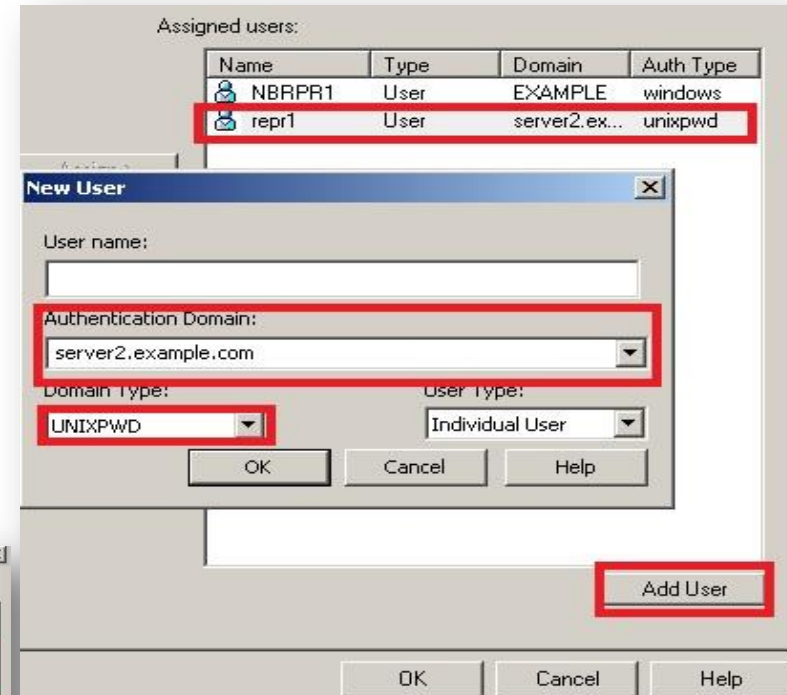 Assigned users:
Name Type Domain Auth Type
NBRPR1 User EXAMPLE windows
repr1 User server2.ex... unixpwd
New User
User name:
Authentication Domain:
server2.example.com
Domain Type: User Type:
UNIXPWD Individual User
OK Cancel Help
Add User
OK Cancel Help